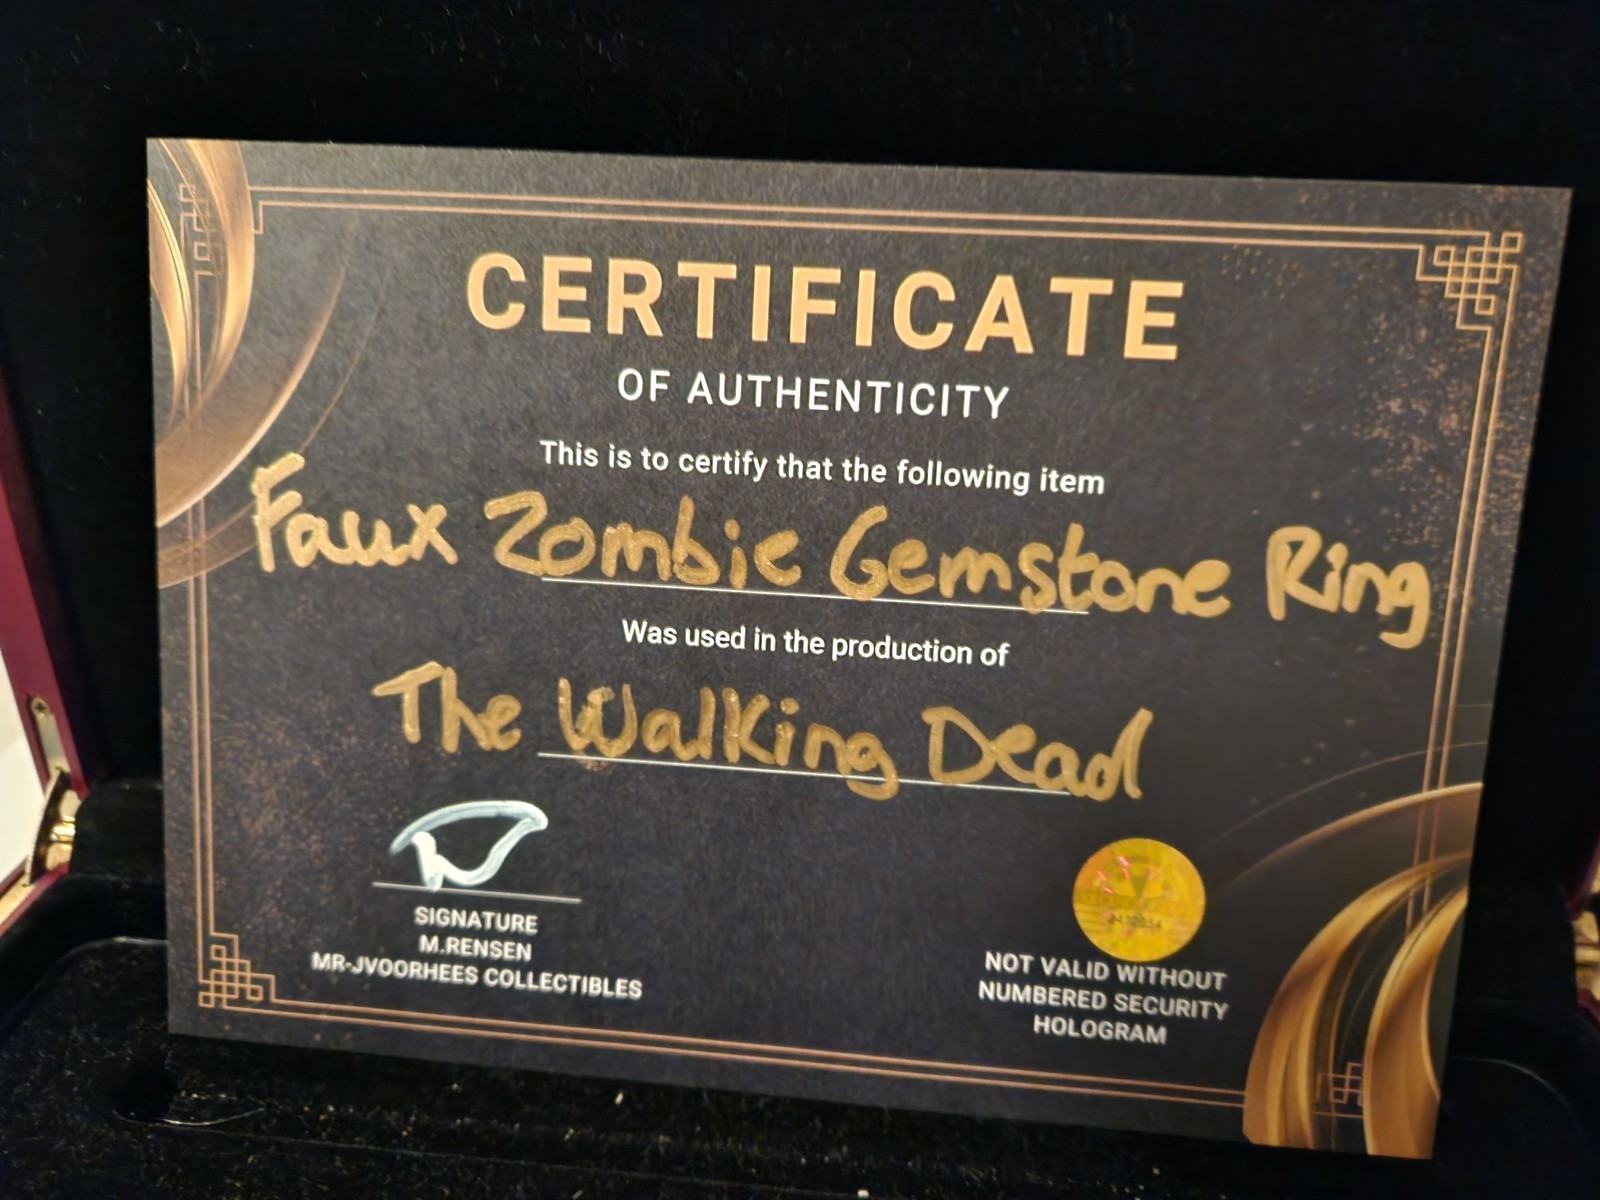 CERTIFICATE
OF AUTHENTICITY
This is to certify that the following item
Faux Zombie Gemstone Ring
Was used in the production of
The Walking Dead
SIGNATURE
M.RENSEN
MR-JVOORHEES COLLECTIBLES
NOT VALID WITHOUT
NUMBERED SECURITY
HOLOGRAM